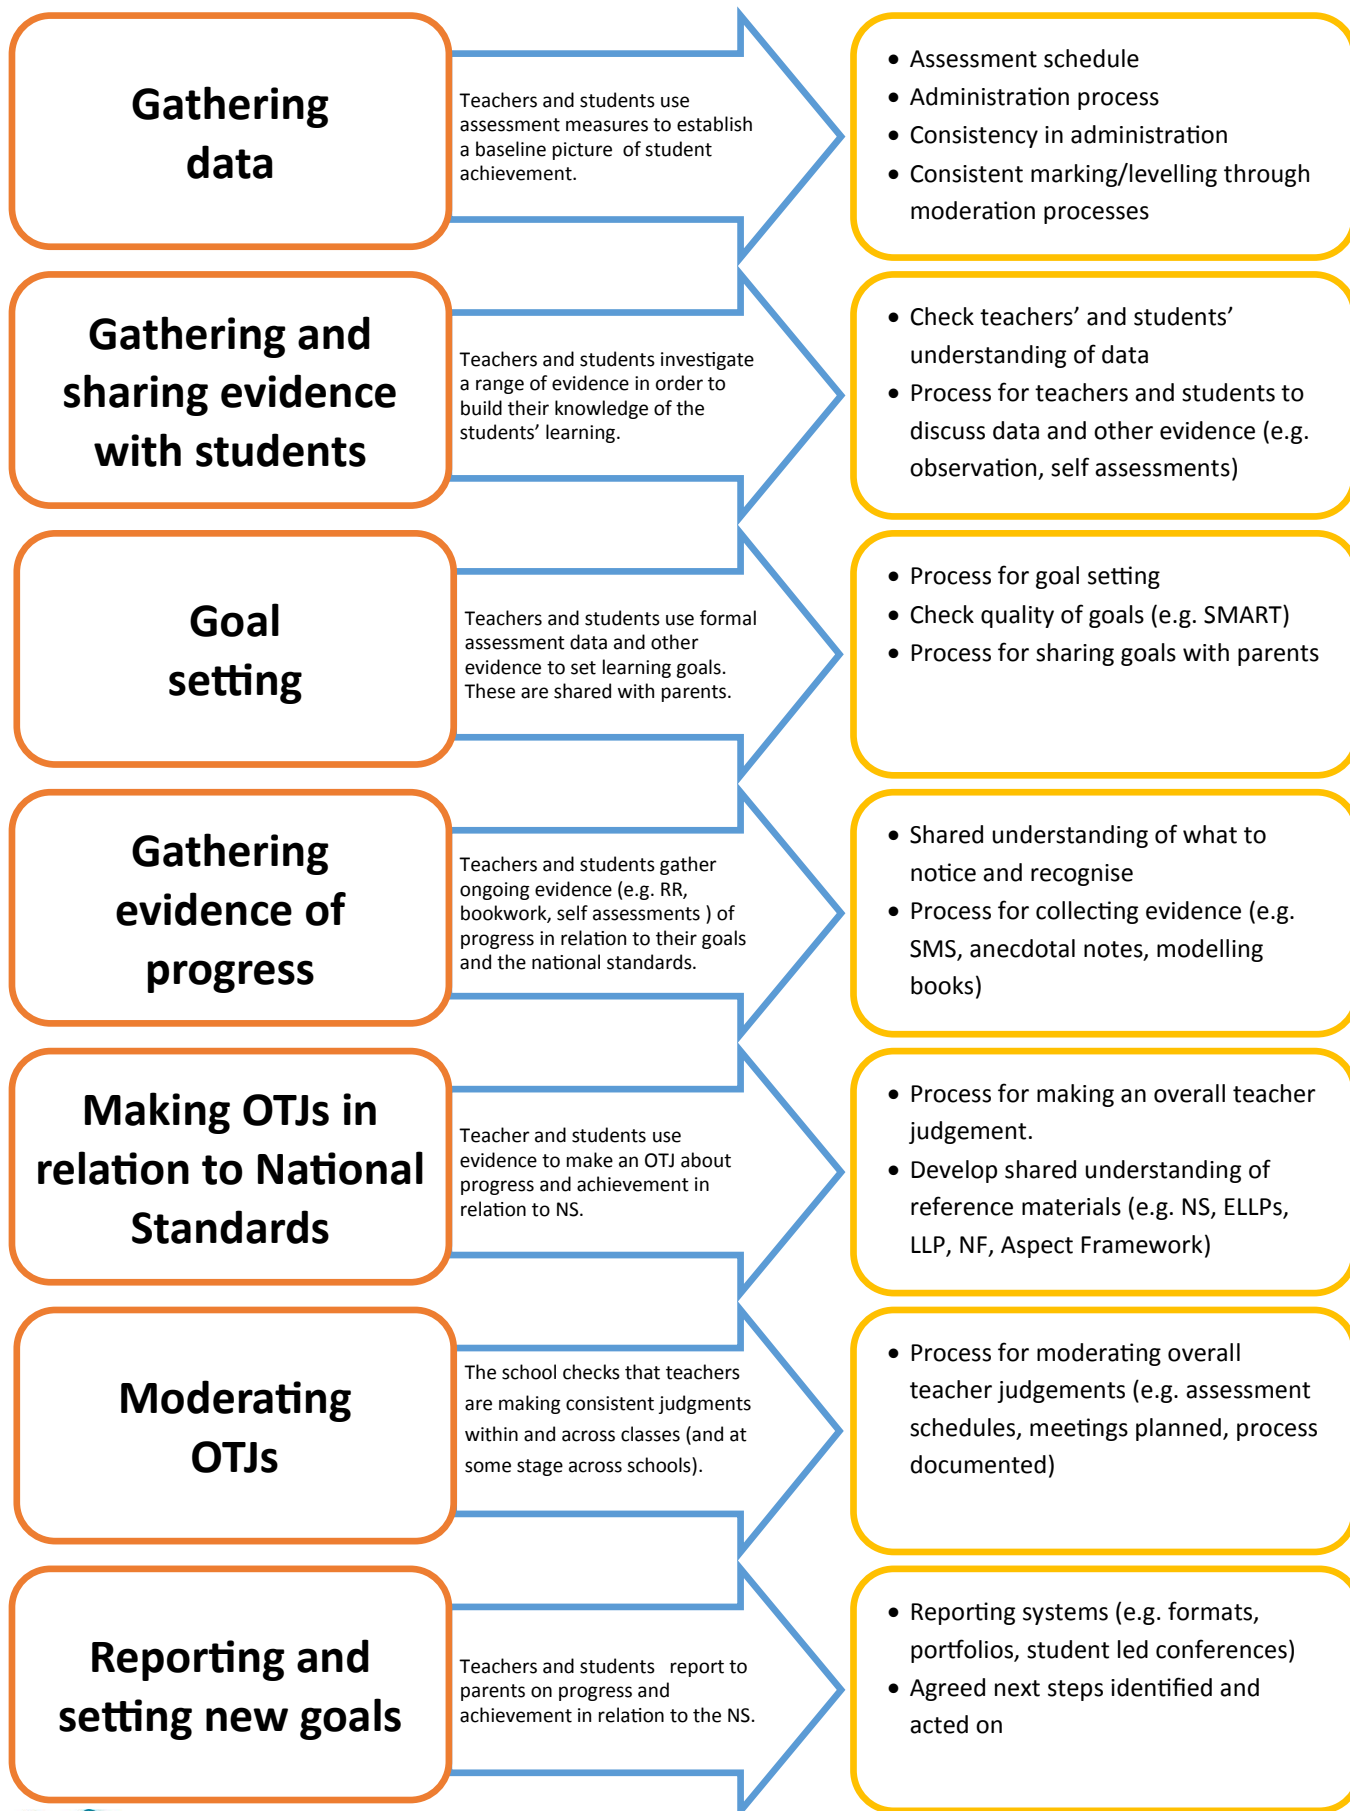 Gathering
data
Teachers and students use
assessment measures to establish
a baseline picture of student
achievement.
• Assessment schedule
• Administration process
• Consistency in administration
• Consistent marking/levelling through
moderation processes
Gathering and
sharing evidence
with students
Teachers and students investigate
a range of evidence in order to
build their knowledge of the
students’ learning.
• Check teachers’ and students’
understanding of data
• Process for teachers and students to
discuss data and other evidence (e.g.
observation, self assessments)
Goal
setting
Teachers and students use formal
assessment data and other
evidence to set learning goals.
These are shared with parents.
• Process for goal setting
• Check quality of goals (e.g. SMART)
• Process for sharing goals with parents
Gathering
evidence of
progress
Teachers and students gather
ongoing evidence (e.g. RR,
bookwork, self assessments ) of
progress in relation to their goals
and the national standards.
• Shared understanding of what to
notice and recognise
• Process for collecting evidence (e.g.
SMS, anecdotal notes, modelling
books)
Making OTJs in
relation to National
Standards
Teacher and students use
evidence to make an OTJ about
progress and achievement in
relation to NS.
• Process for making an overall teacher
judgement.
• Develop shared understanding of
reference materials (e.g. NS, ELLPs,
LLP, NF, Aspect Framework)
Moderating
OTJs
The school checks that teachers
are making consistent judgments
within and across classes (and at
some stage across schools).
• Process for moderating overall
teacher judgements (e.g. assessment
schedules, meetings planned, process
documented)
Reporting and
setting new goals
Teachers and students report to
parents on progress and
achievement in relation to the NS.
• Reporting systems (e.g. formats,
portfolios, student led conferences)
• Agreed next steps identified and
acted on